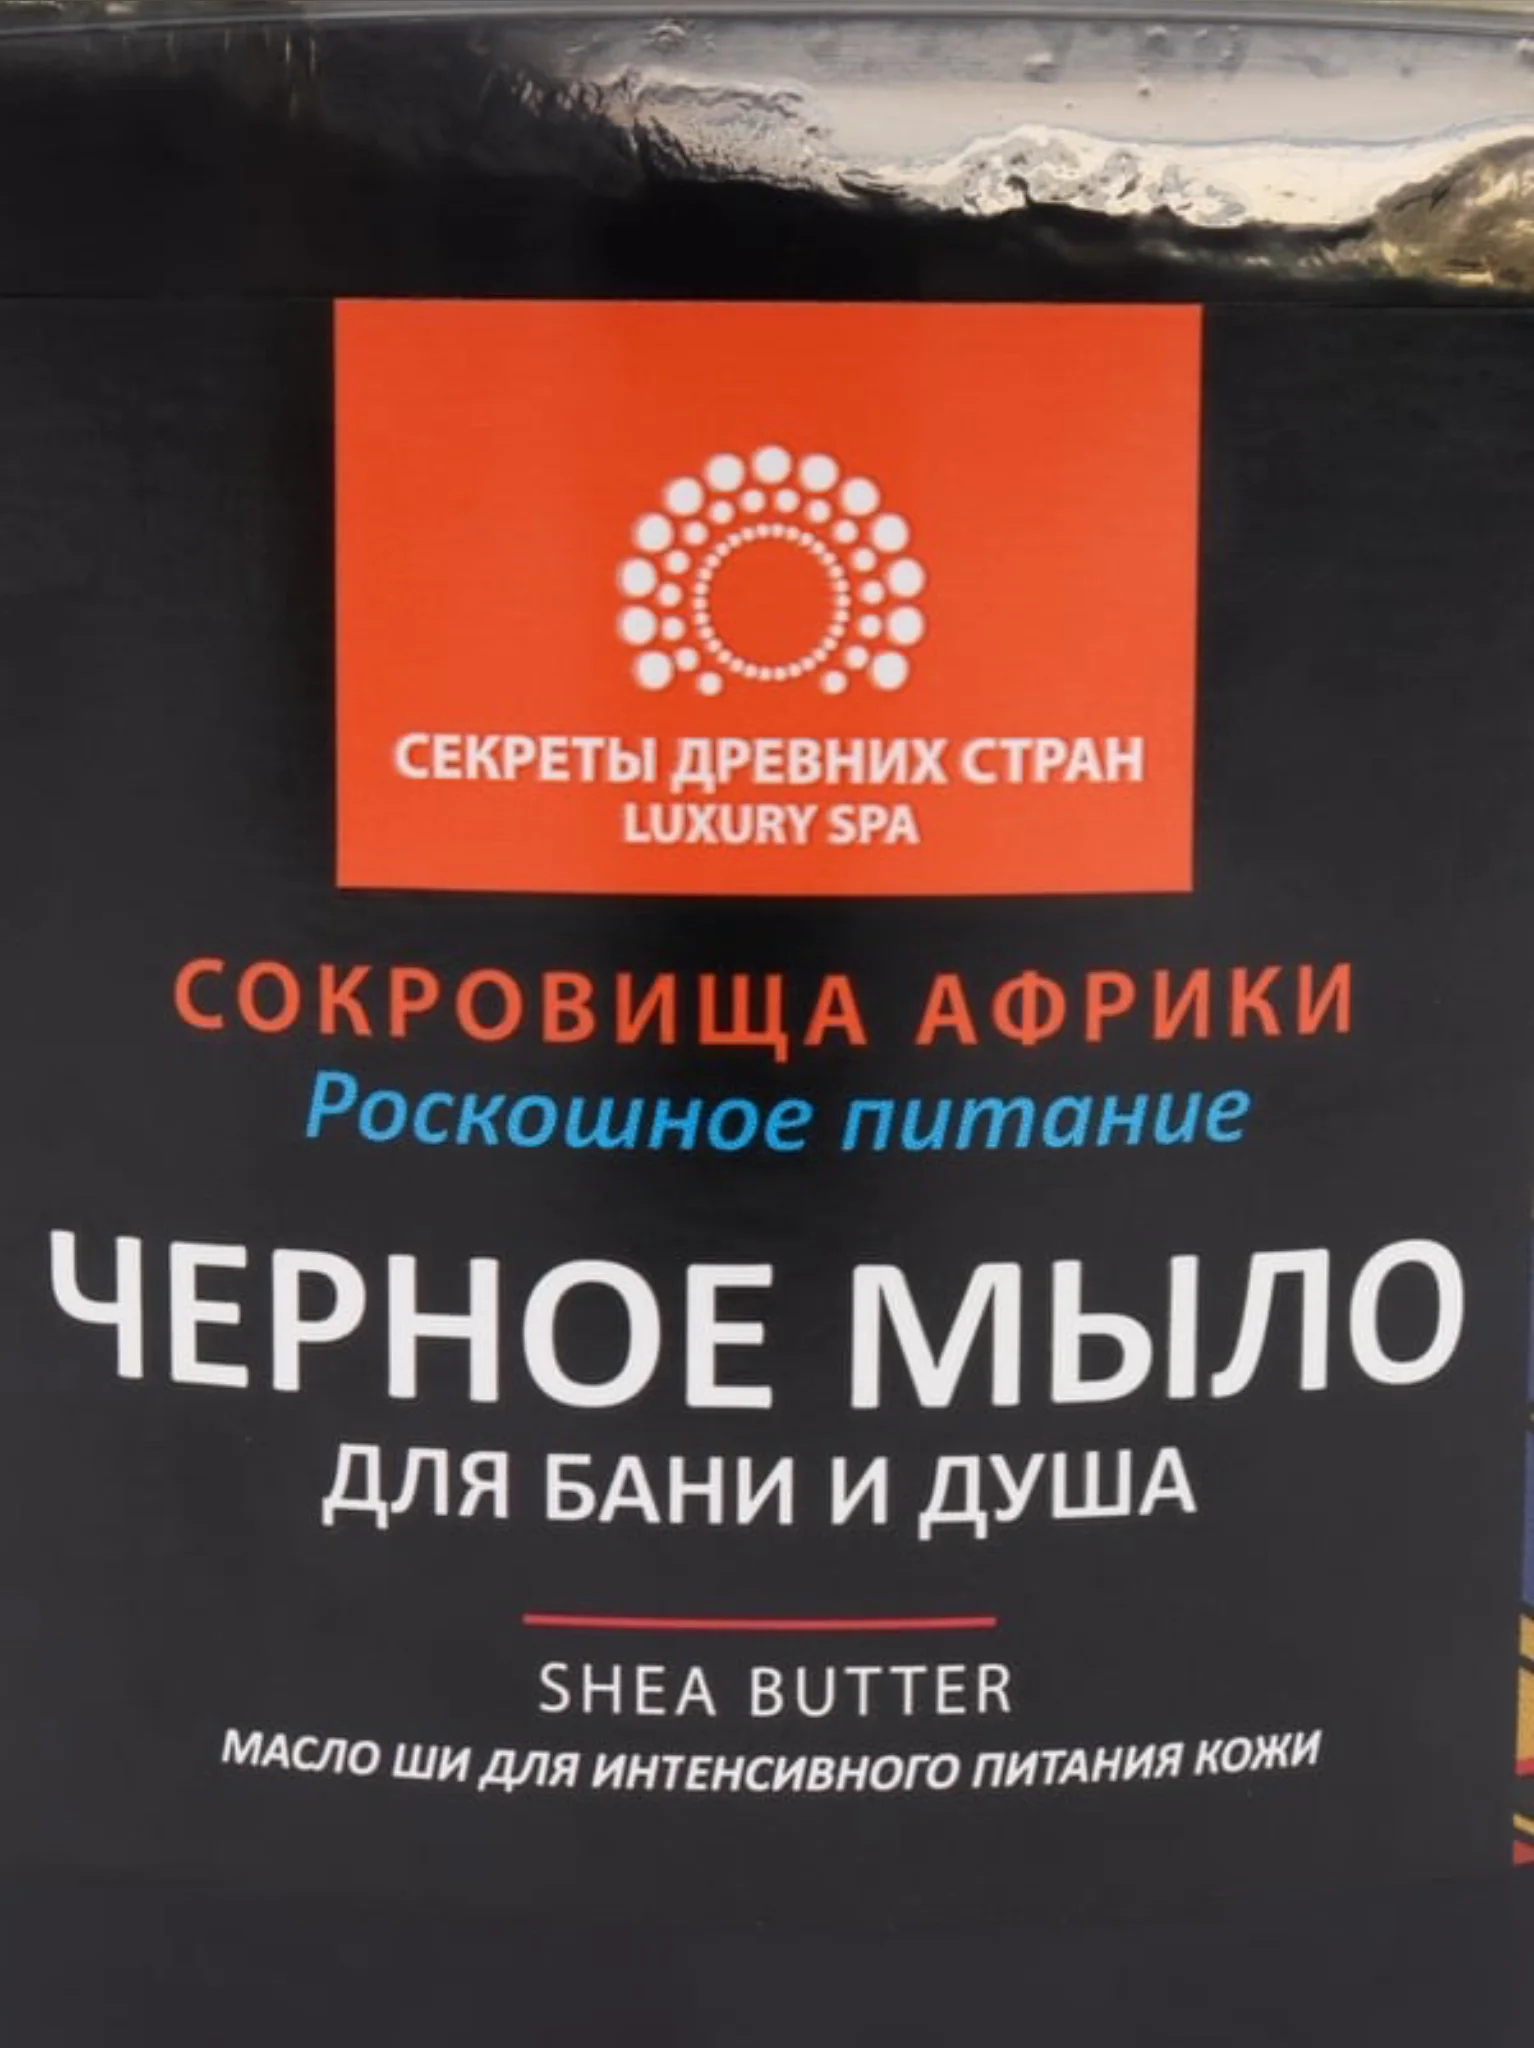 СЕКРЕТЫ ДРЕВНИХ СТРАН
LUXURY SPA
СОКРОВИЩА АФРИКИ
Роскошное питание
ЧЕРНОЕ МЫЛО
ДЛЯ БАНИ И ДУША
SHEA BUTTER
МАСЛО ШИ ДЛЯ ИНТЕНСИВНОГО ПИТАНИЯ КОЖИ